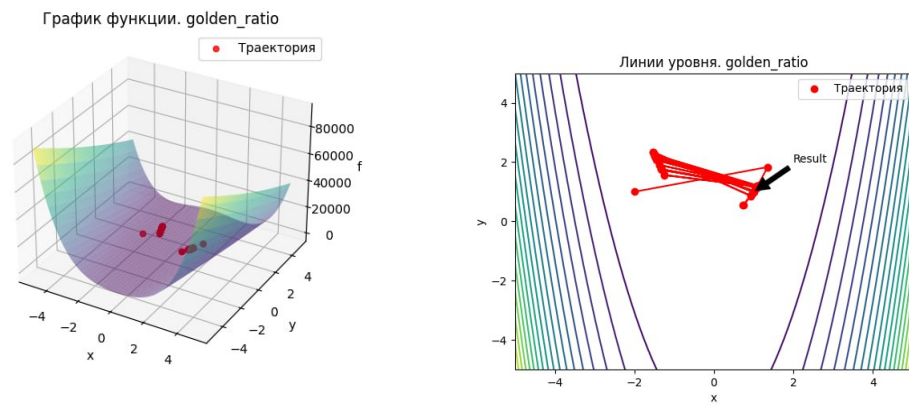 График функции. golden_ratio
Траектория
80000
60000
f
40000
20000
0
4
2
0
−2
−4
y
−4
−2
0
2
4
x
Линии уровня. golden_ratio
Траектория
Result
4
2
0
−2
−4
y
−4
−2
0
2
4
x